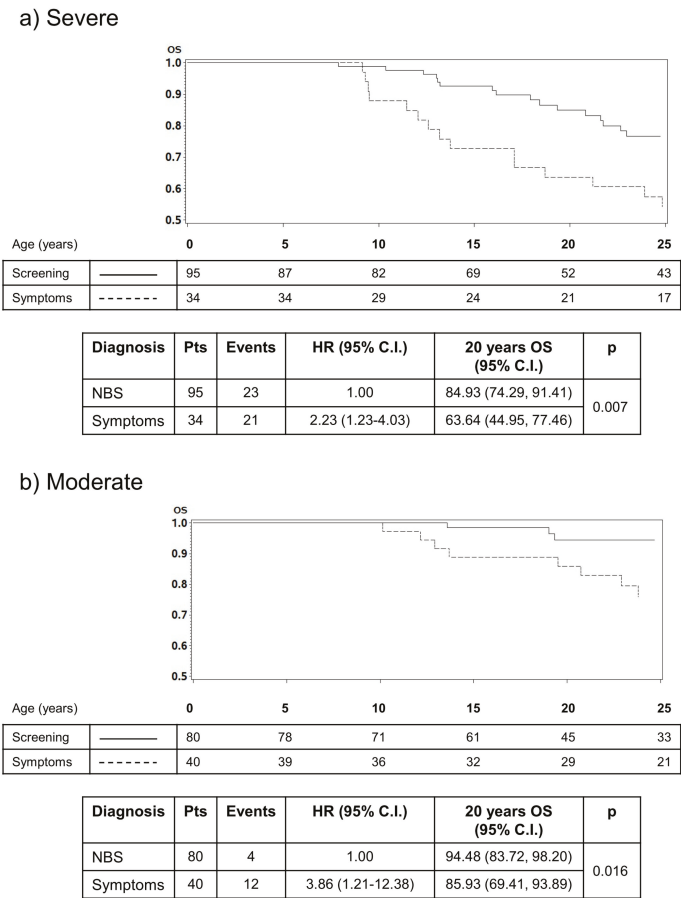 a) Severe
OS
1.0
0.9
0.8
0.7
0.6
0.5
Age (years) 0 5 10 15 20 25
Screening 95 87 82 69 52 43
Symptoms 34 34 29 24 21 17
Diagnosis Pts Events HR (95% C.I.) 20 years OS (95% C.I.) p
NBS 95 23 1.00 84.93 (74.29, 91.41)
0.007
Symptoms 34 21 2.23 (1.23-4.03) 63.64 (44.95, 77.46)
b) Moderate
OS
1.0
0.9
0.8
0.7
0.6
0.5
Age (years) 0 5 10 15 20 25
Screening 80 78 71 61 45 33
Symptoms 40 39 36 32 29 21
Diagnosis Pts Events HR (95% C.I.) 20 years OS (95% C.I.) p
NBS 80 4 1.00 94.48 (83.72, 98.20)
0.016
Symptoms 40 12 3.86 (1.21-12.38) 85.93 (69.41, 93.89)